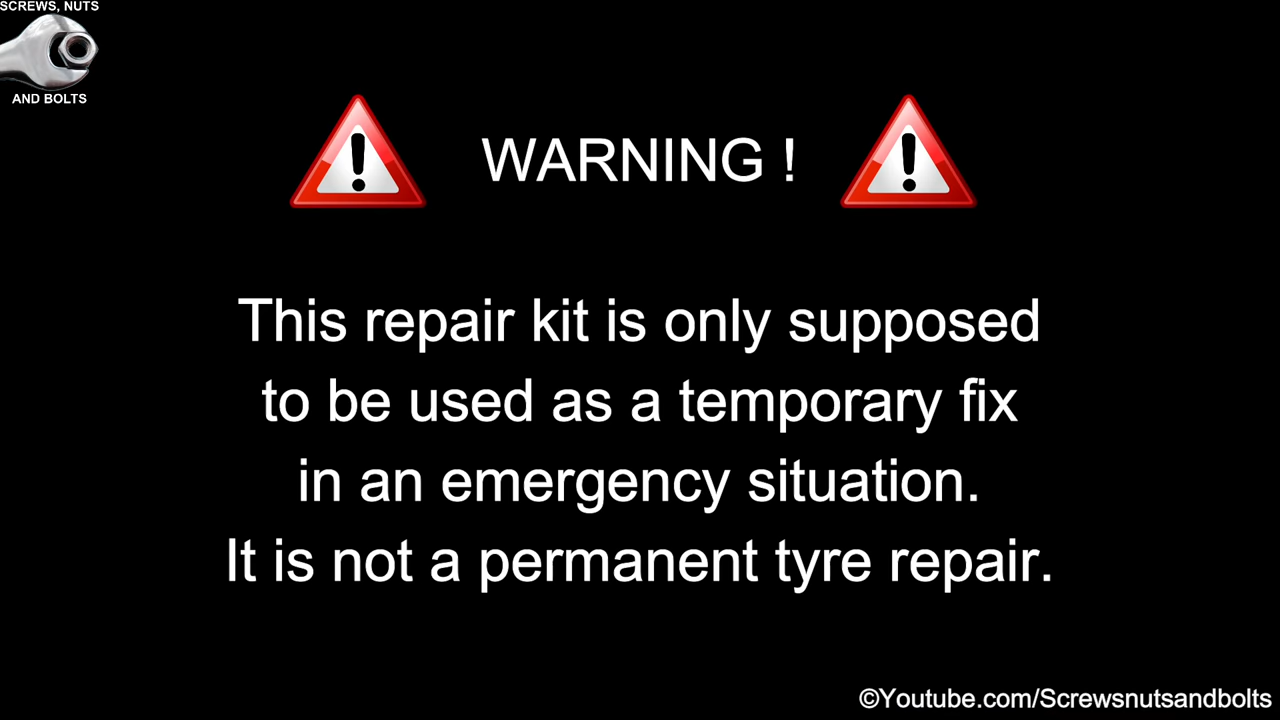 SCREWS, NUTS
AND BOLTS
WARNING !
This repair kit is only supposed
to be used as a temporary fix
in an emergency situation.
It is not a permanent tyre repair.
©Youtube.com/Screwsnutsandbolts